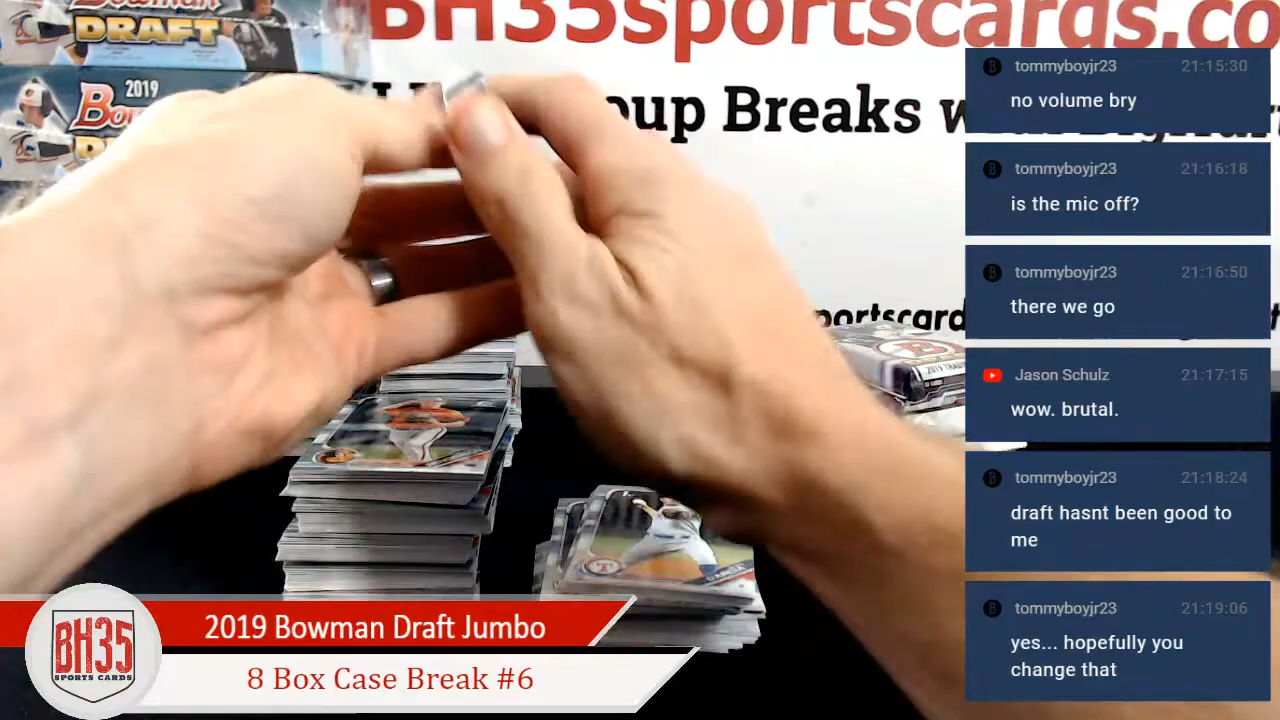 Bowman
DRAFT
2019
BH35sportscards.co
oup Breaks w
sportscard
tommyboyjr23 21:15:30
no volume bry
tommyboyjr23 21:16:18
is the mic off?
tommyboyjr23 21:16:50
there we go
Jason Schulz 21:17:15
wow. brutal.
tommyboyjr23 21:18:24
draft hasnt been good to
me
tommyboyjr23 21:19:06
yes... hopefully you
change that
BH35
SPORTS CARDS
2019 Bowman Draft Jumbo
8 Box Case Break #6